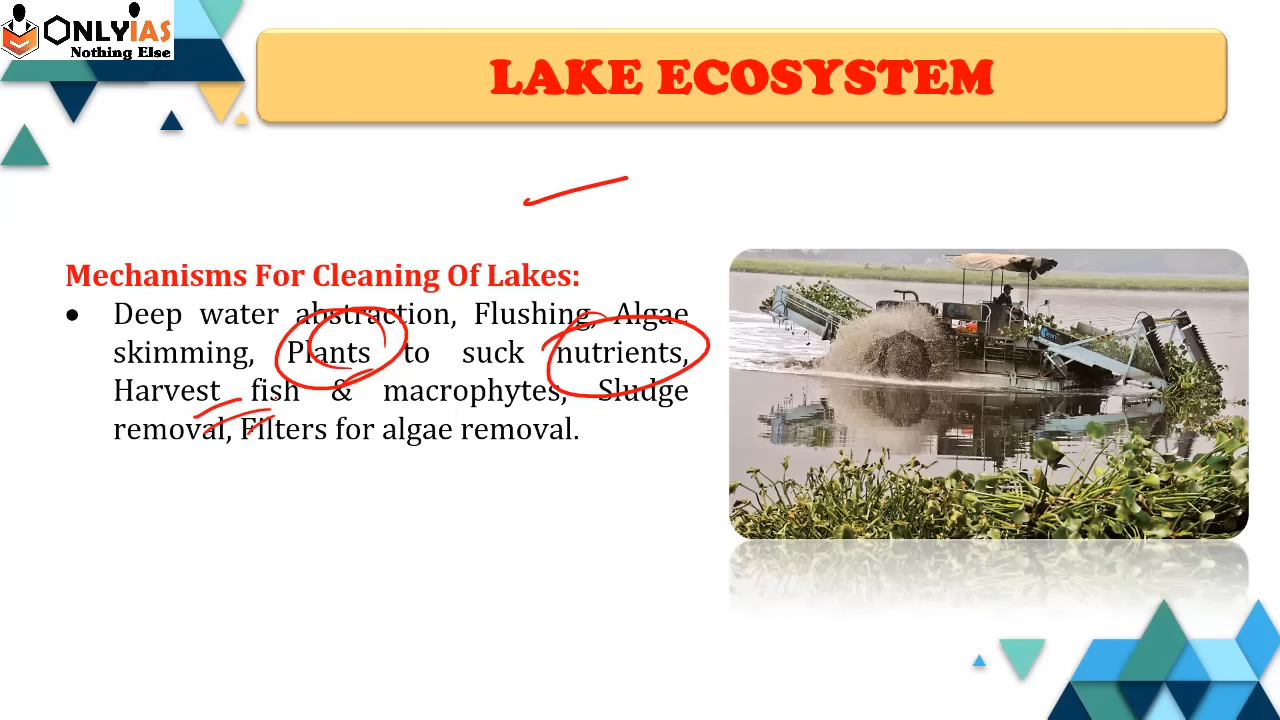 ONLYIAS
Nothing Else
LAKE ECOSYSTEM
Mechanisms For Cleaning Of Lakes:
• Deep water abstraction, Flushing, Algae
skimming, Plants to suck nutrients,
Harvest fish & macrophytes, Sludge
removal, Filters for algae removal.